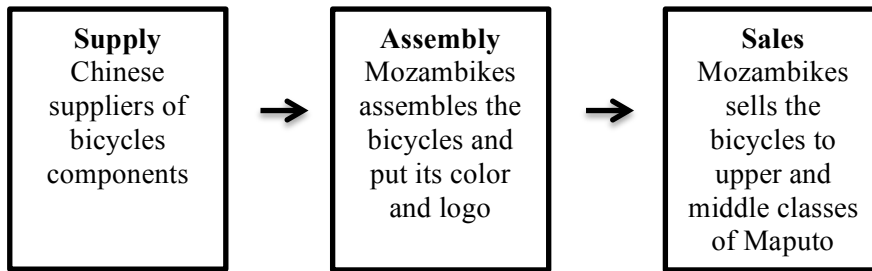 Supply
Chinese
suppliers of
bicycles
components
Assembly
Mozambikes
assembles the
bicycles and
put its color
and logo
Sales
Mozambikes
sells the
bicycles to
upper and
middle classes
of Maputo